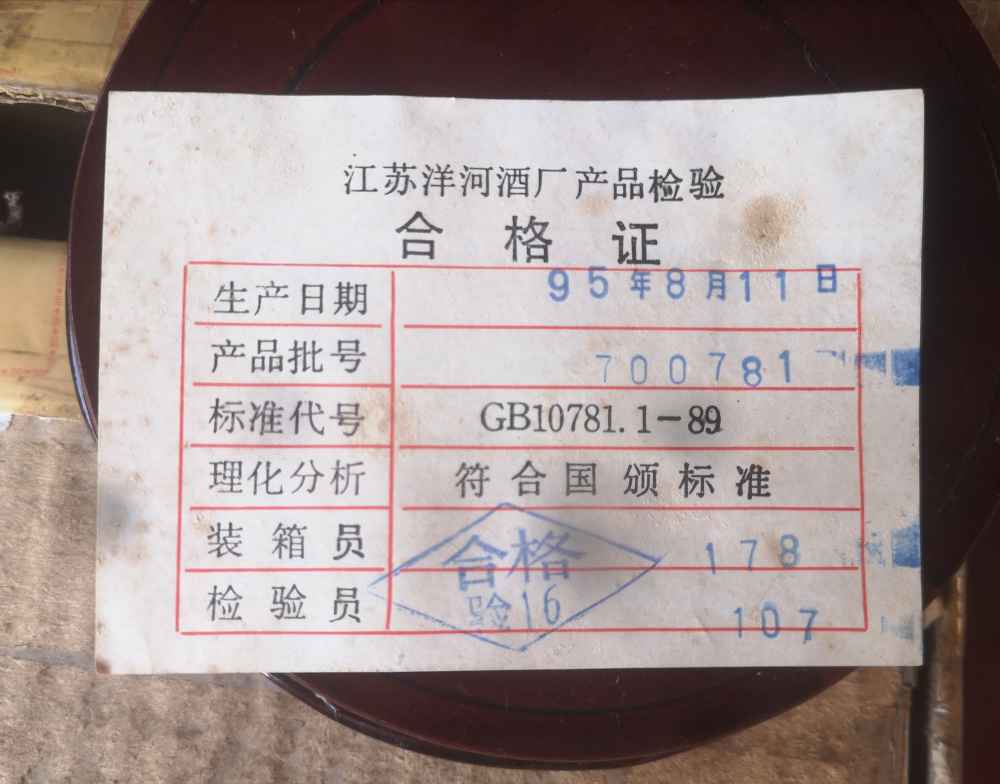 江苏洋河酒厂产品检验
合格证
生产日期 95年8月11日
产品批号 700781
标准代号 GB10781.1-89
理化分析 符合国颁标准
装箱员 178
检验员 107
合格
验16